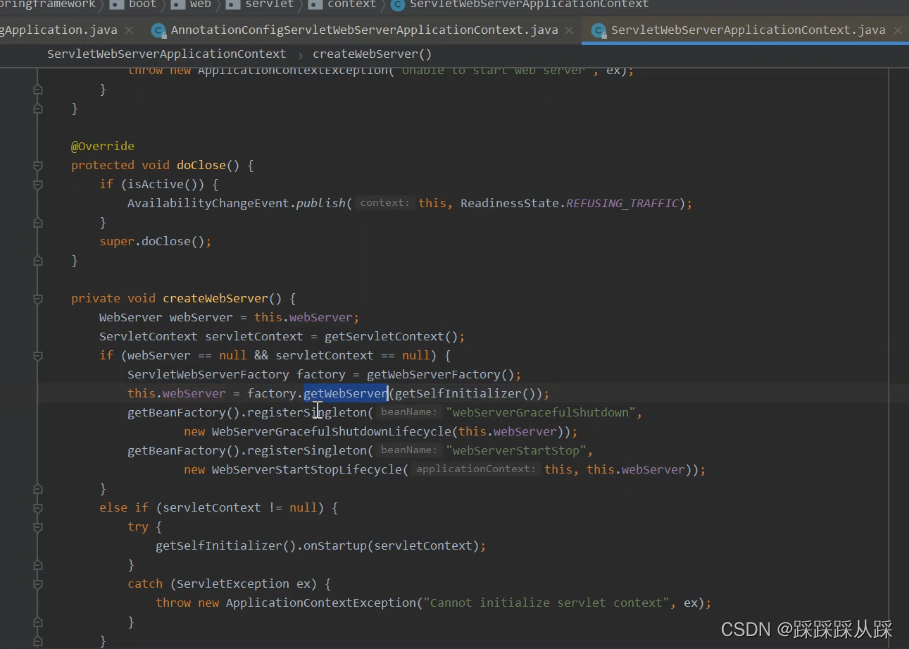 pringframework › boot › web › servlet › context › ServletWebServerApplicationContext
gApplication.java × AnnotationConfigServletWebServerApplicationContext.java × ServletWebServerApplicationContext.java ×
ServletWebServerApplicationContext › createWebServer()
throw new ApplicationContextException("Unable to start web server", ex);
}
}
@Override
protected void doClose() {
if (isActive()) {
AvailabilityChangeEvent.publish( context: this, ReadinessState.REFUSING_TRAFFIC);
}
super.doClose();
}
private void createWebServer() {
WebServer webServer = this.webServer;
ServletContext servletContext = getServletContext();
if (webServer == null && servletContext == null) {
ServletWebServerFactory factory = getWebServerFactory();
this.webServer = factory.getWebServer(getSelfInitializer());
getBeanFactory().registerSingleton( beanName: "webServerGracefulShutdown",
new WebServerGracefulShutdownLifecycle(this.webServer));
getBeanFactory().registerSingleton( beanName: "webServerStartStop",
new WebServerStartStopLifecycle( applicationContext: this, this.webServer));
}
else if (servletContext != null) {
try {
getSelfInitializer().onStartup(servletContext);
}
catch (ServletException ex) {
throw new ApplicationContextException("Cannot initialize servlet context", ex);
}
}
CSDN @踩踩踩从踩